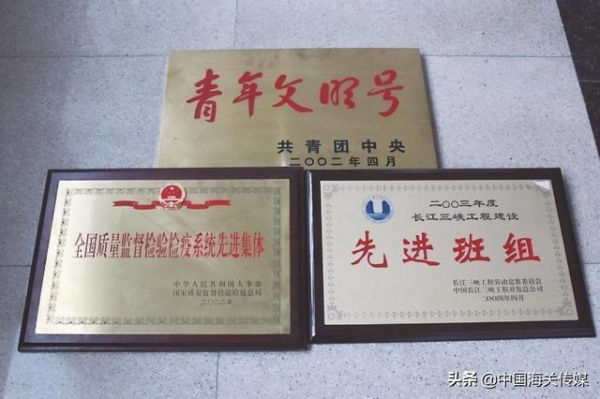 青年文明号
共青团中央
二〇〇二年四月
全国质量监督检验检疫系统先进集体
中华人民共和国人事部
国家质量监督检验检疫总局
二〇〇二年
二〇〇三年度
长江三峡工程建设
先进班组
长江三峡工程劳动竞赛委员会
中国长江三峡工程开发总公司
二〇〇四年四月
头条 @中国海关传媒